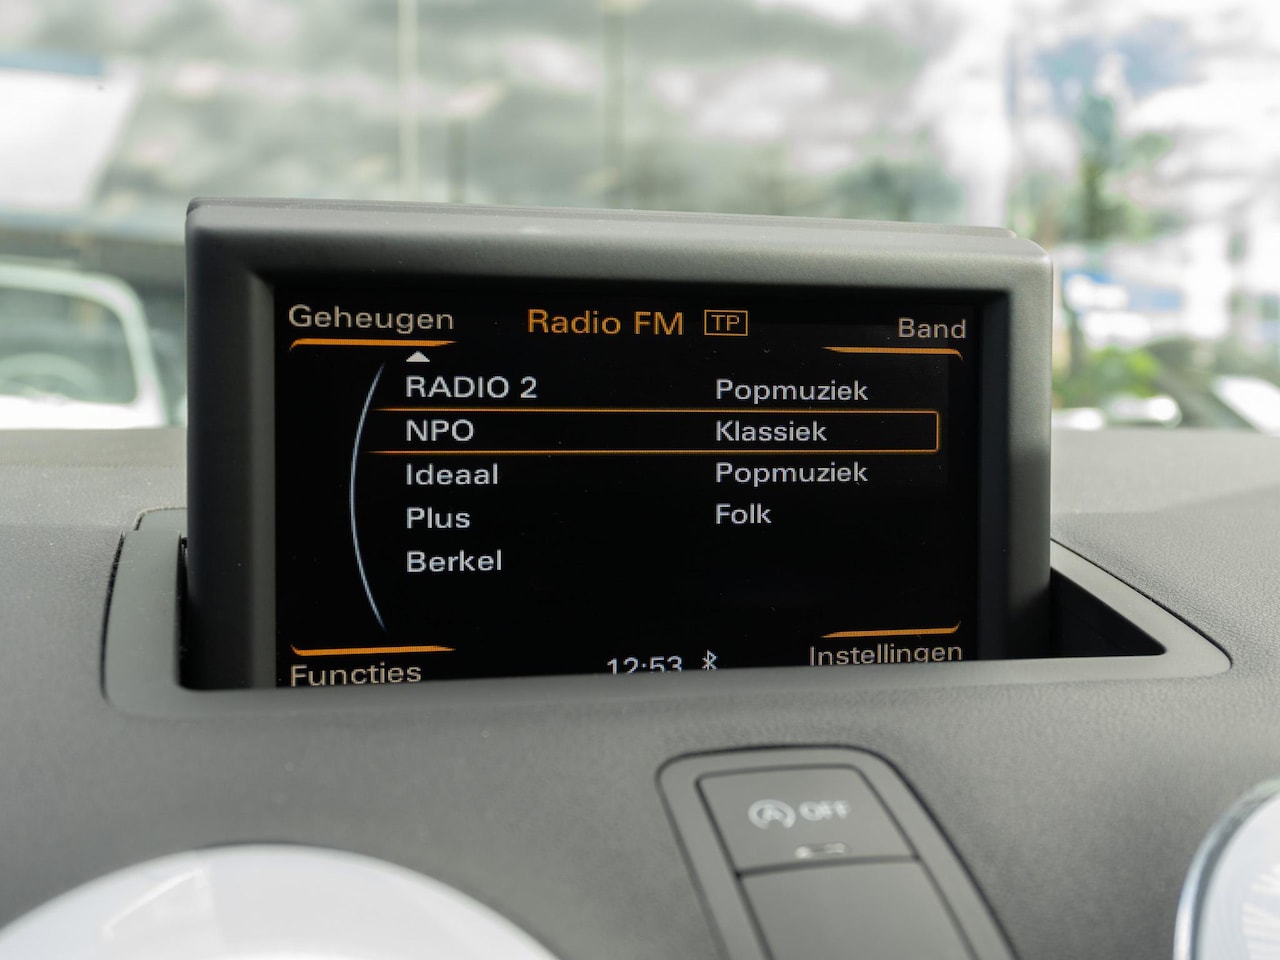 Geheugen Radio FM TP Band
RADIO 2 Popmuziek
NPO Klassiek
Ideaal Popmuziek
Plus Folk
Berkel
Functies 12:53 Instellingen
A OFF